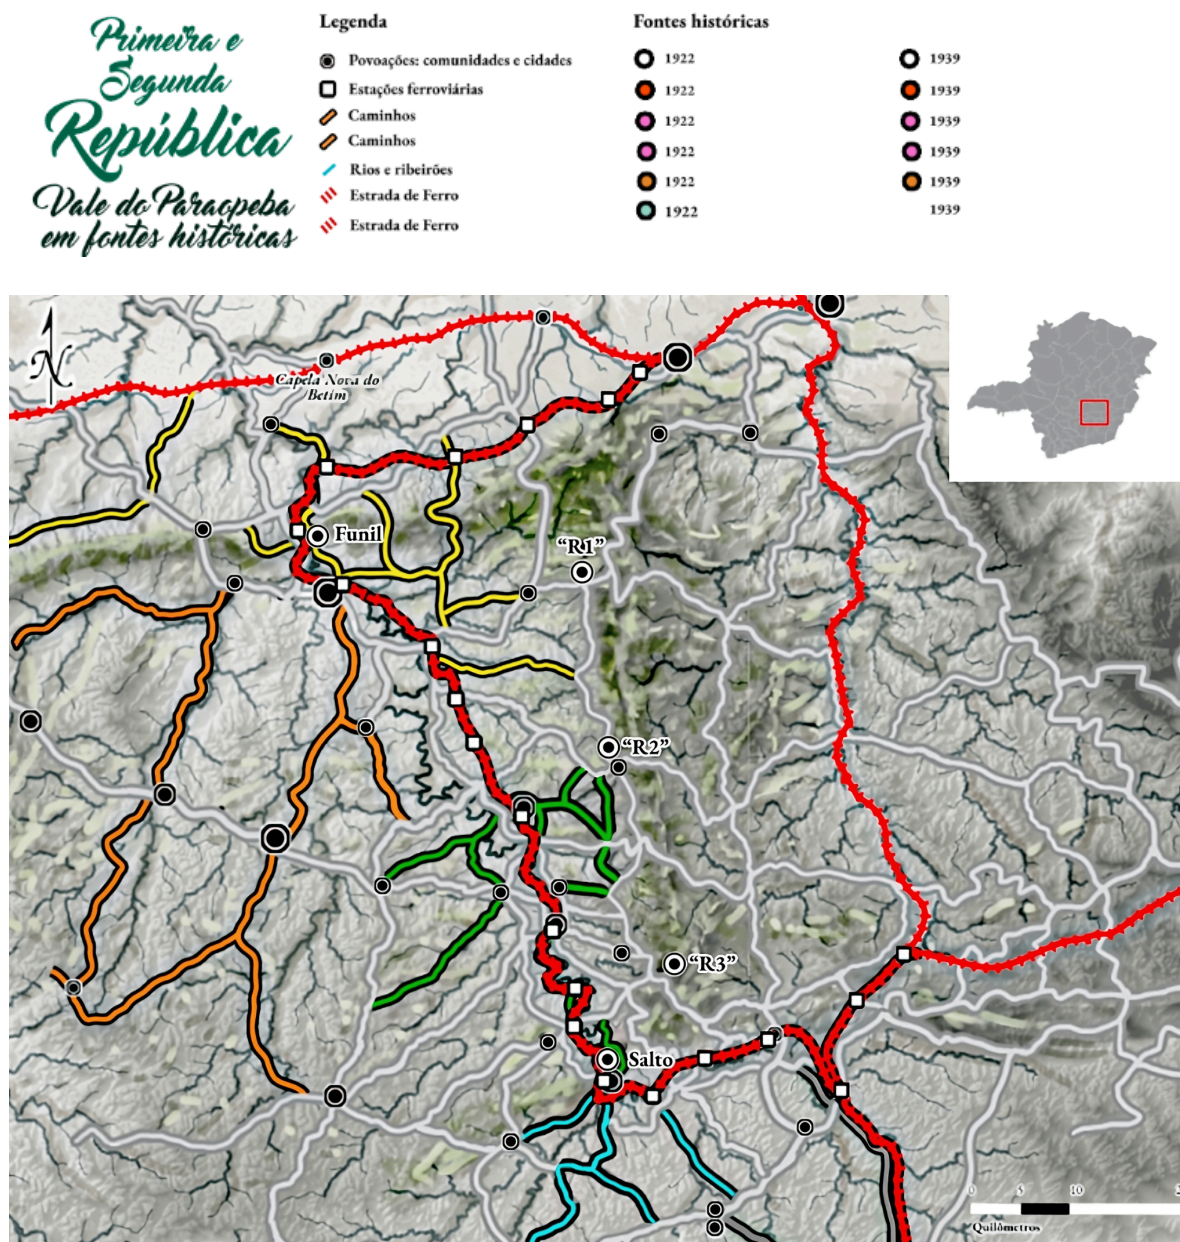 Primeira e
Segunda
República
Vale do Paraopeba
em fontes históricas
Legenda
Povoações: comunidades e cidades
Estações ferroviárias
Caminhos
Caminhos
Rios e ribeirões
Estrada de Ferro
Estrada de Ferro
Fontes históricas
1922
1922
1922
1922
1922
1922
1939
1939
1939
1939
1939
1939
N
Capela Nova do
Betim
Funil
“R1”
“R2”
“R3”
Salto
0 5 10 2
Quilômetros